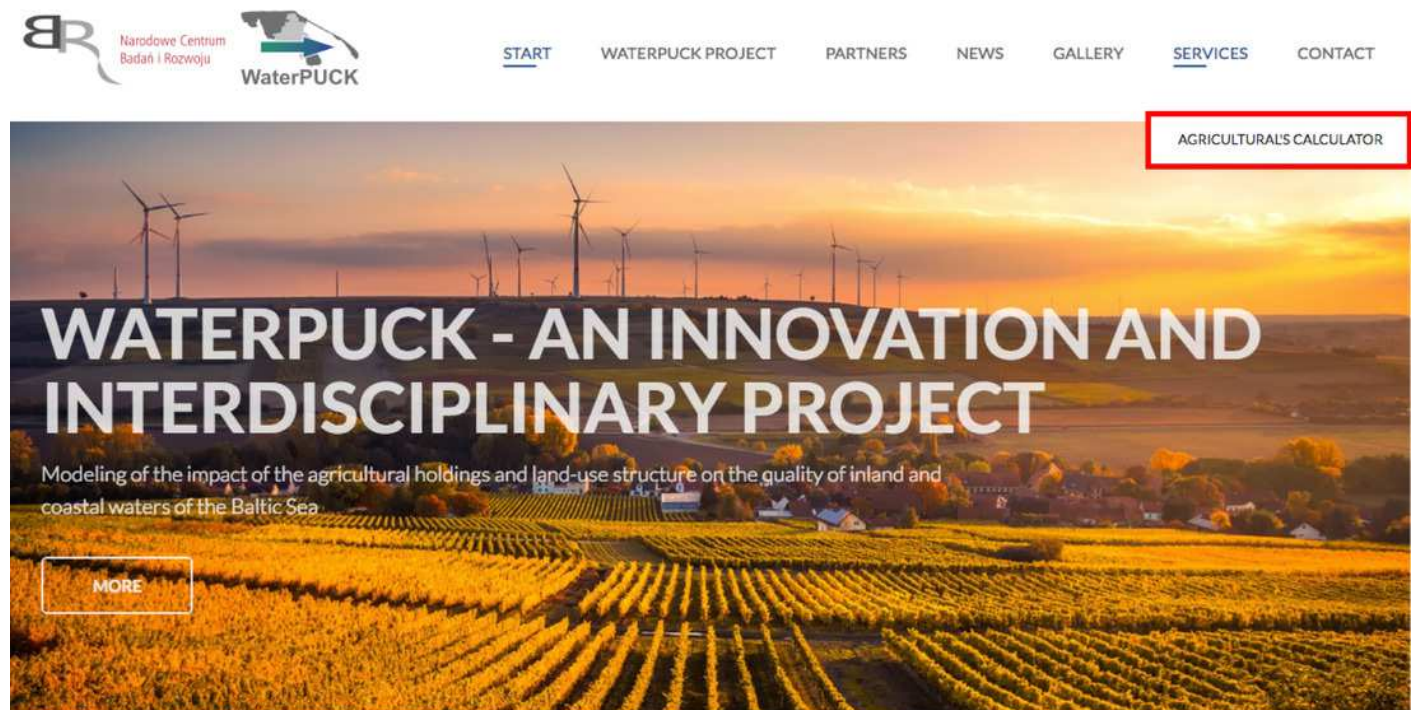 Narodowe Centrum
Badań i Rozwoju
WaterPUCK
START WATERPUCK PROJECT PARTNERS NEWS GALLERY SERVICES CONTACT
AGRICULTURAL'S CALCULATOR
WATERPUCK - AN INNOVATION AND
INTERDISCIPLINARY PROJECT
Modeling of the impact of the agricultural holdings and land-use structure on the quality of inland and
coastal waters of the Baltic Sea
MORE